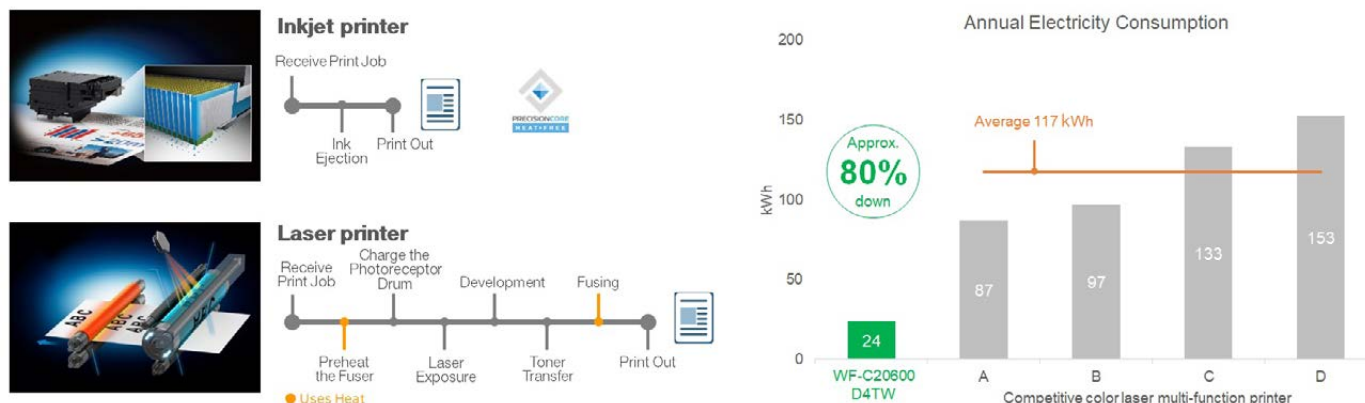 Inkjet printer
Receive Print Job
Ink
Ejection
Print Out
PRECISIONCORE
HEAT-FREE
Laser printer
Receive
Print Job
Charge the
Photoreceptor
Drum
Development
Fusing
Preheat
the Fuser
Laser
Exposure
Toner
Transfer
Print Out
Uses Heat
ABC
ABC
ABC
Annual Electricity Consumption
200
150
100
50
0
kWh
Approx.
80%
down
Average 117 kWh
24
87
97
133
153
WF-C20600
D4TW
A
B
C
D
Competitive color laser multi-function printer